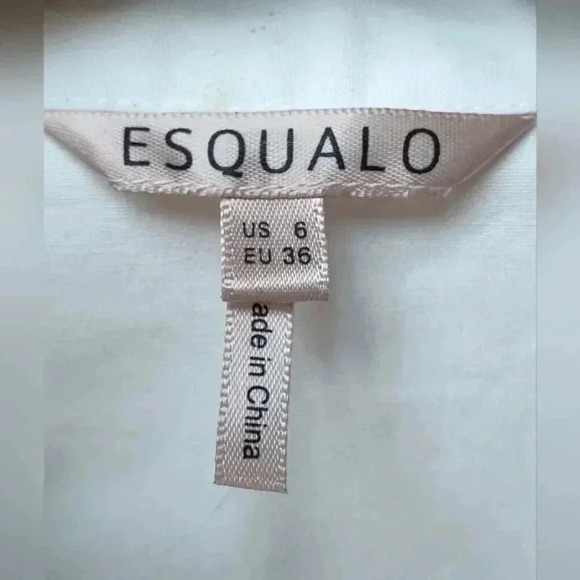 ESQUALO
US 6
EU 36
ade in China